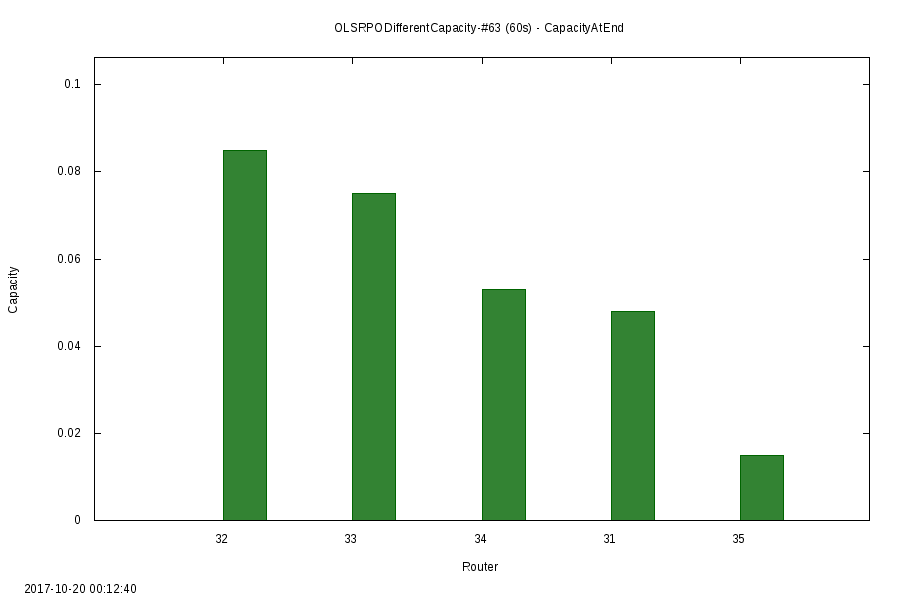 OLSRPODifferentCapacity-#63 (60s) - CapacityAtEnd
0.1
0.08
0.06
0.04
0.02
0
Capacity
32 33 34 31 35
Router
2017-10-20 00:12:40